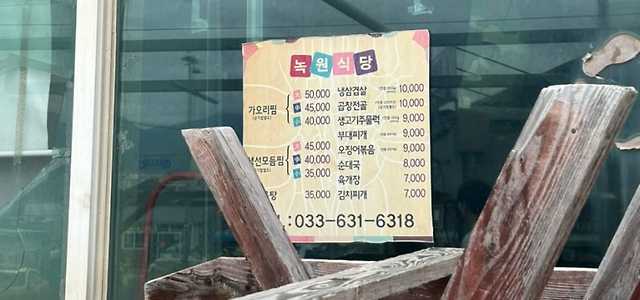 녹원식당
50,000 냉삼겹살 10,000
가오리찜 45,000 곱창전골 10,000
40,000 생고기주물럭 9,000
부대찌개 9,000
45,000 오징어볶음 9,000
선모듬찜 40,000 순대국 8,000
35,000 육개장 7,000
탕 35,000 김치찌개 7,000
:033-631-6318